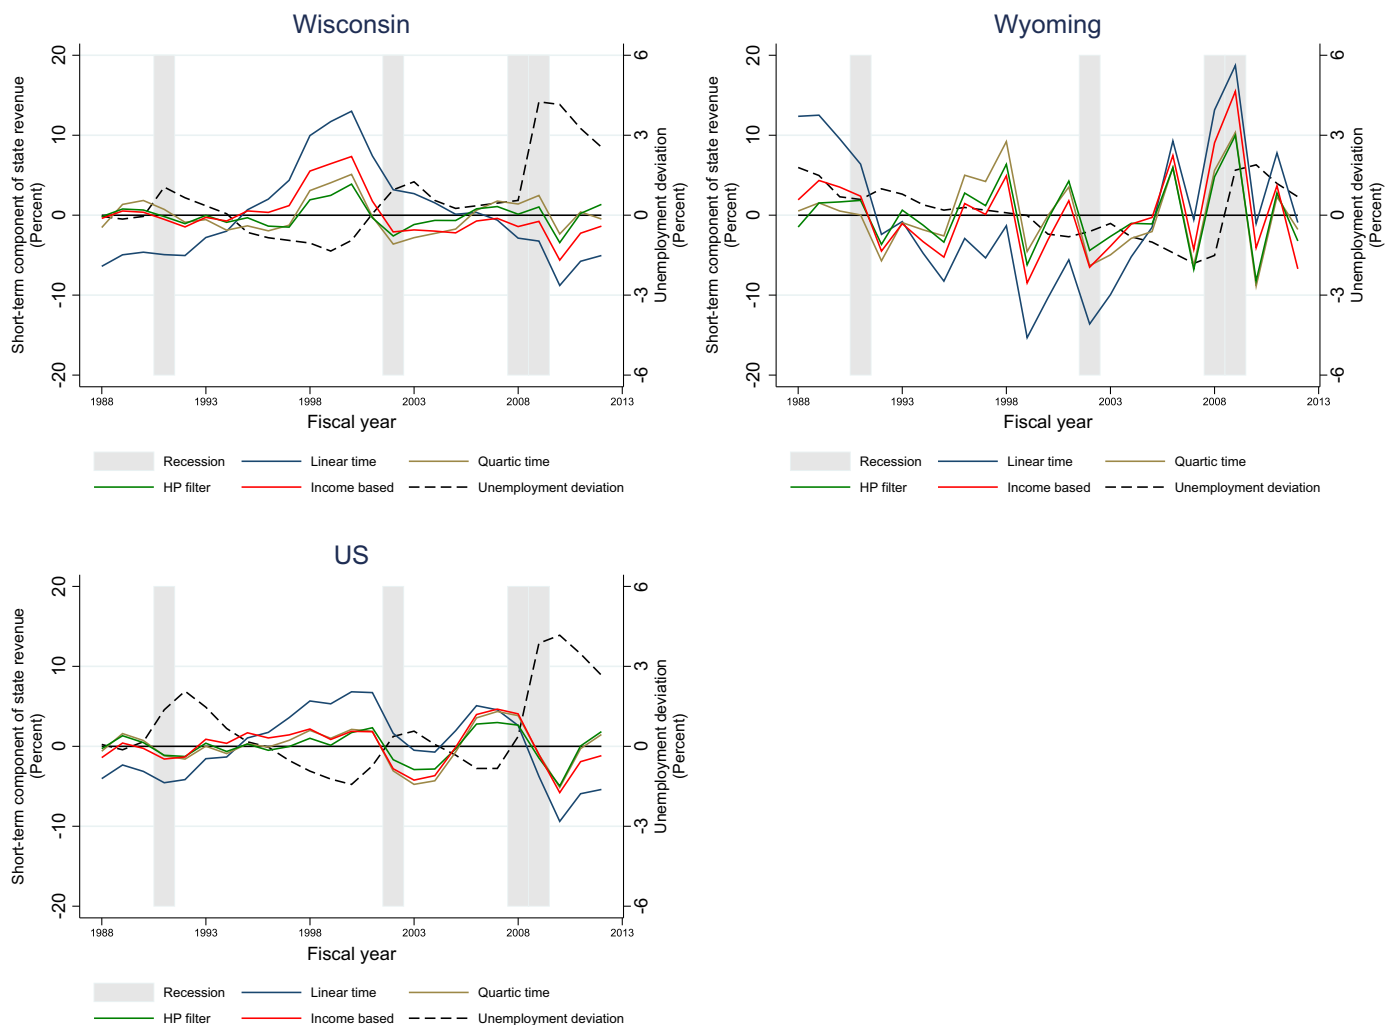 Wisconsin
Short-term component of state revenue
(Percent)
20
10
0
-10
-20
6
3
0
-3
-6
Unemployment deviation
(Percent)
1988 1993 1998 2003 2008 2013
Fiscal year
Recession Linear time Quartic time
HP filter Income based Unemployment deviation
Wyoming
Short-term component of state revenue
(Percent)
20
10
0
-10
-20
6
3
0
-3
-6
Unemployment deviation
(Percent)
1988 1993 1998 2003 2008 2013
Fiscal year
Recession Linear time Quartic time
HP filter Income based Unemployment deviation
US
Short-term component of state revenue
(Percent)
20
10
0
-10
-20
6
3
0
-3
-6
Unemployment deviation
(Percent)
1988 1993 1998 2003 2008 2013
Fiscal year
Recession Linear time Quartic time
HP filter Income based Unemployment deviation